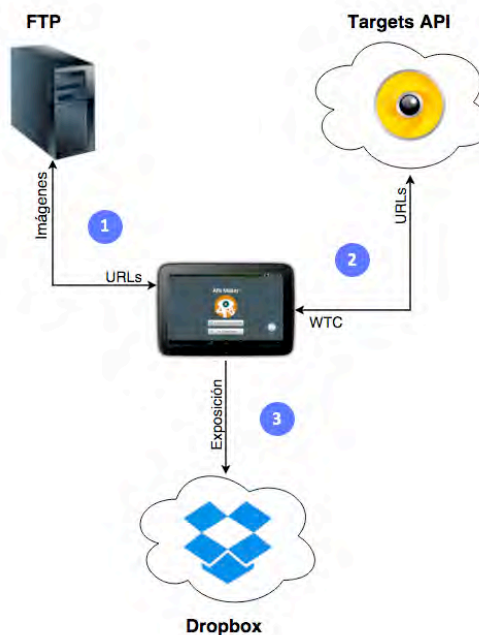 FTP
Targets API
Imágenes
1
URLs
URLs
2
WTC
Exposición
3
Dropbox